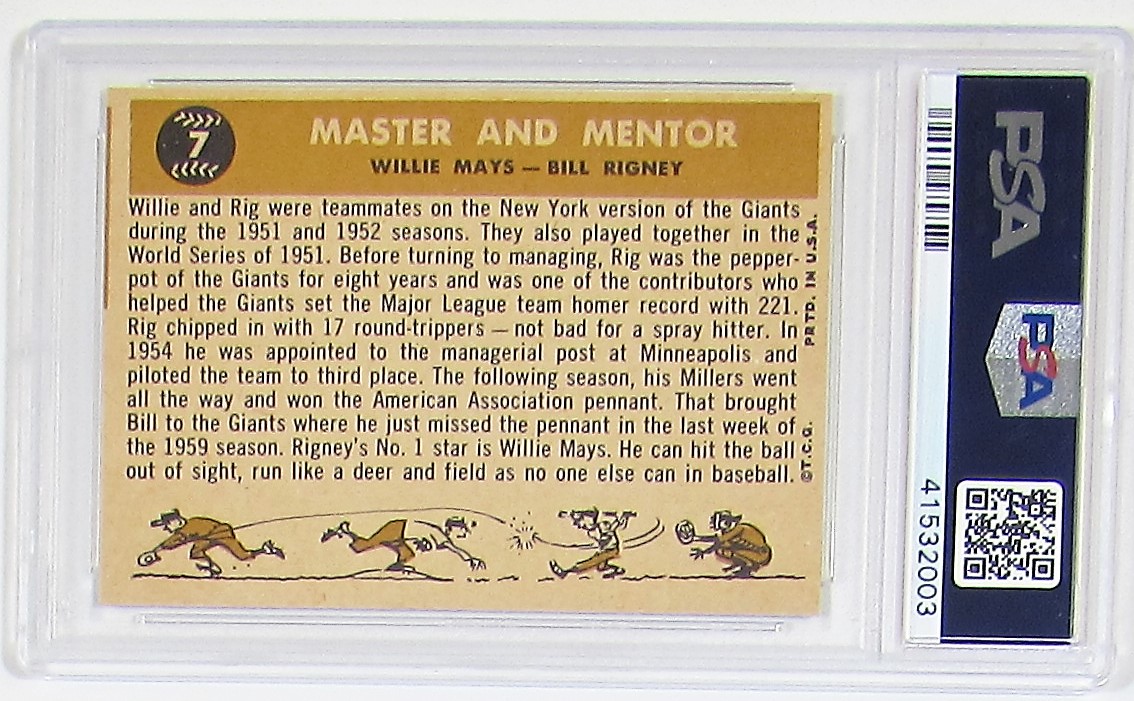 7
MASTER AND MENTOR
WILLIE MAYS — BILL RIGNEY
Willie and Rig were teammates on the New York version of the Giants
during the 1951 and 1952 seasons. They also played together in the
World Series of 1951. Before turning to managing, Rig was the pepper-
pot of the Giants for eight years and was one of the contributors who
helped the Giants set the Major League team homer record with 221.
Rig chipped in with 17 round-trippers — not bad for a spray hitter. In
1954 he was appointed to the managerial post at Minneapolis and
piloted the team to third place. The following season, his Millers went
all the way and won the American Association pennant. That brought
Bill to the Giants where he just missed the pennant in the last week of
the 1959 season. Rigney's No. 1 star is Willie Mays. He can hit the ball
out of sight, run like a deer and field as no one else can in baseball.
©T.C.G. PRTD. IN U.S.A.
PSA
PSA
41532003